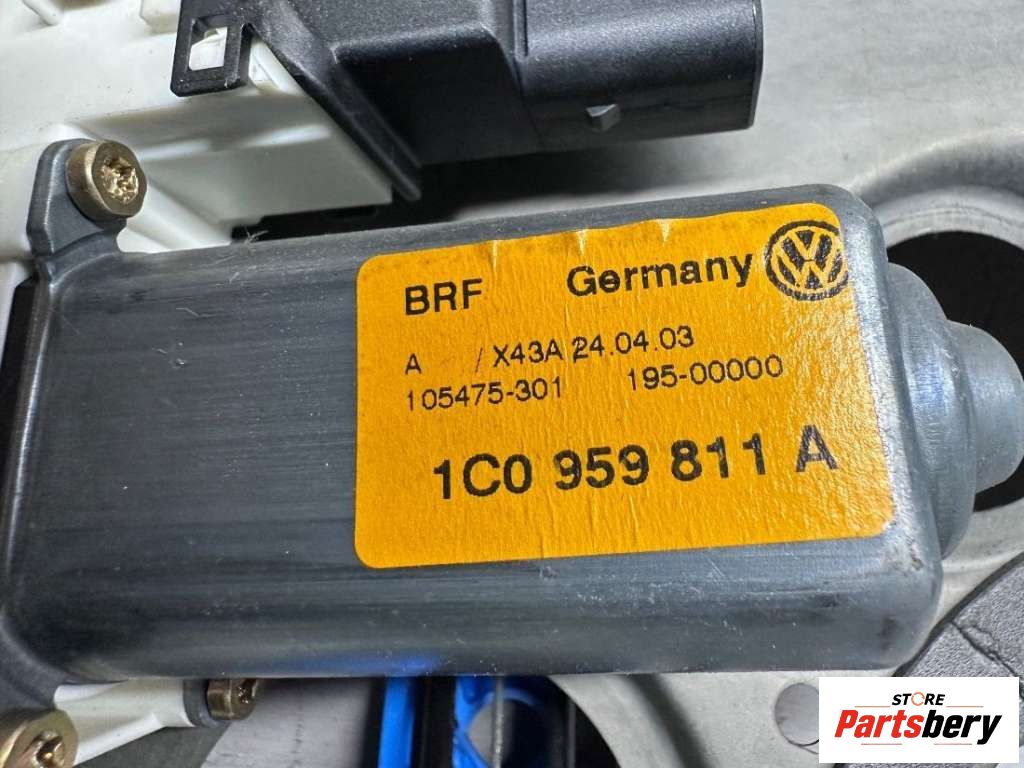 BRF Germany
A / X43A 24.04.03
105475-301 195-00000
1C0 959 811 A
STORE
Partsbery